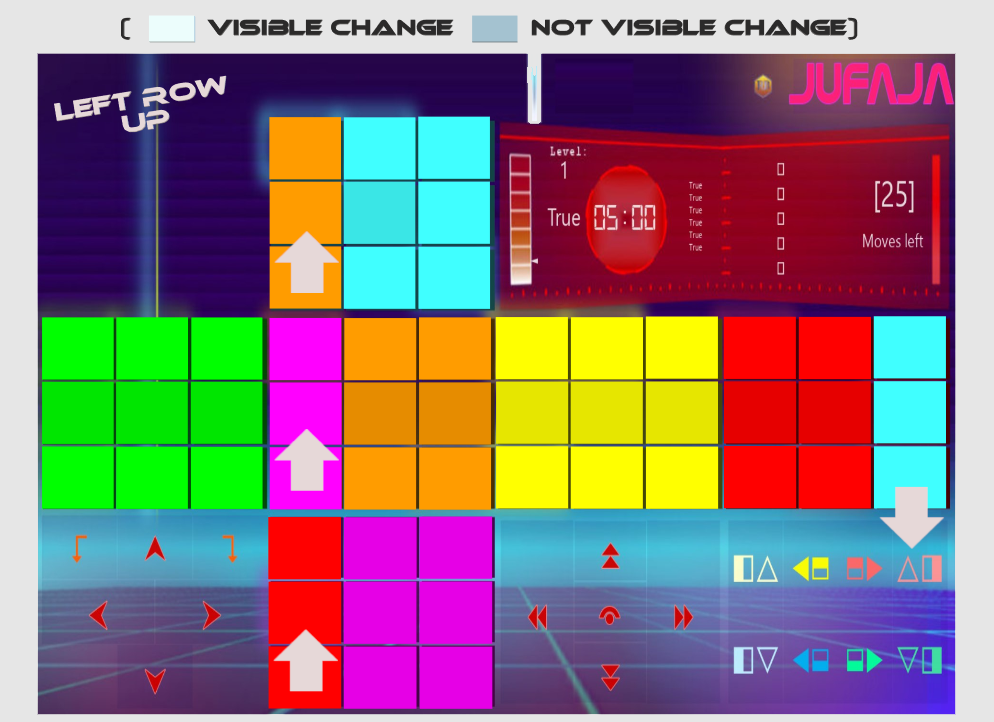 ( VISIBLE CHANGE NOT VISIBLE CHANGE)
LEFT ROW
UP
JUFAJA
Level:
1
True
05:00
True
True
True
True
True
True
[25]
Moves left